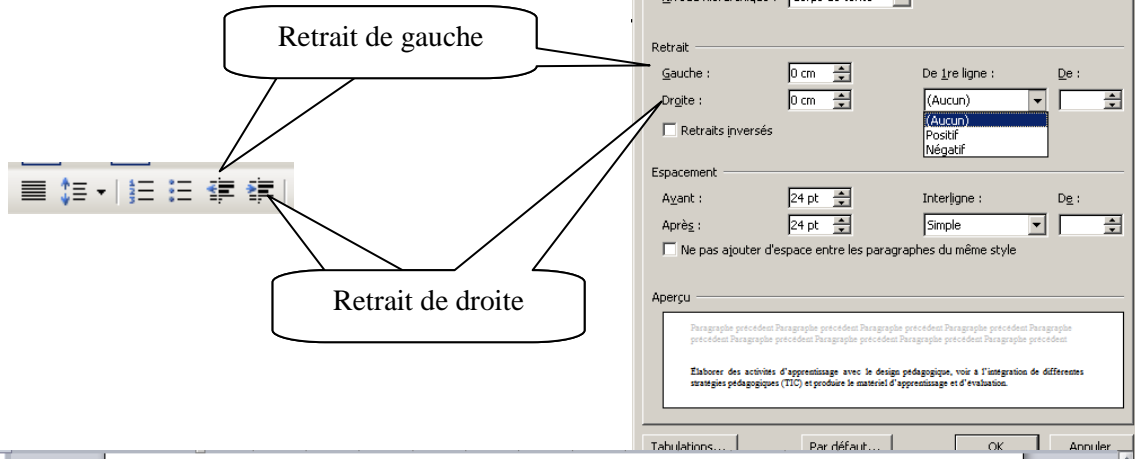 Retrait de gauche
Retrait de droite
Retrait
Gauche : 0 cm De 1re ligne : De :
Droite : 0 cm (Aucun)
(Aucun)
Retraits inversés
Positif
Négatif
Espacement
Avant : 24 pt Interligne : De :
Après : 24 pt Simple
Ne pas ajouter d'espace entre les paragraphes du même style
Aperçu
Paragraphe précédent Paragraphe précédent Paragraphe précédent Paragraphe précédent Paragraphe
précédent Paragraphe précédent Paragraphe précédent Paragraphe précédent Paragraphe précédent
Élaborer des activités d'apprentissage avec le design pédagogique, voir à l'intégration de différentes
stratégies pédagogiques (TIC) et produire le matériel d'apprentissage et d'évaluation.
Tabulations... Par défaut... OK Annuler